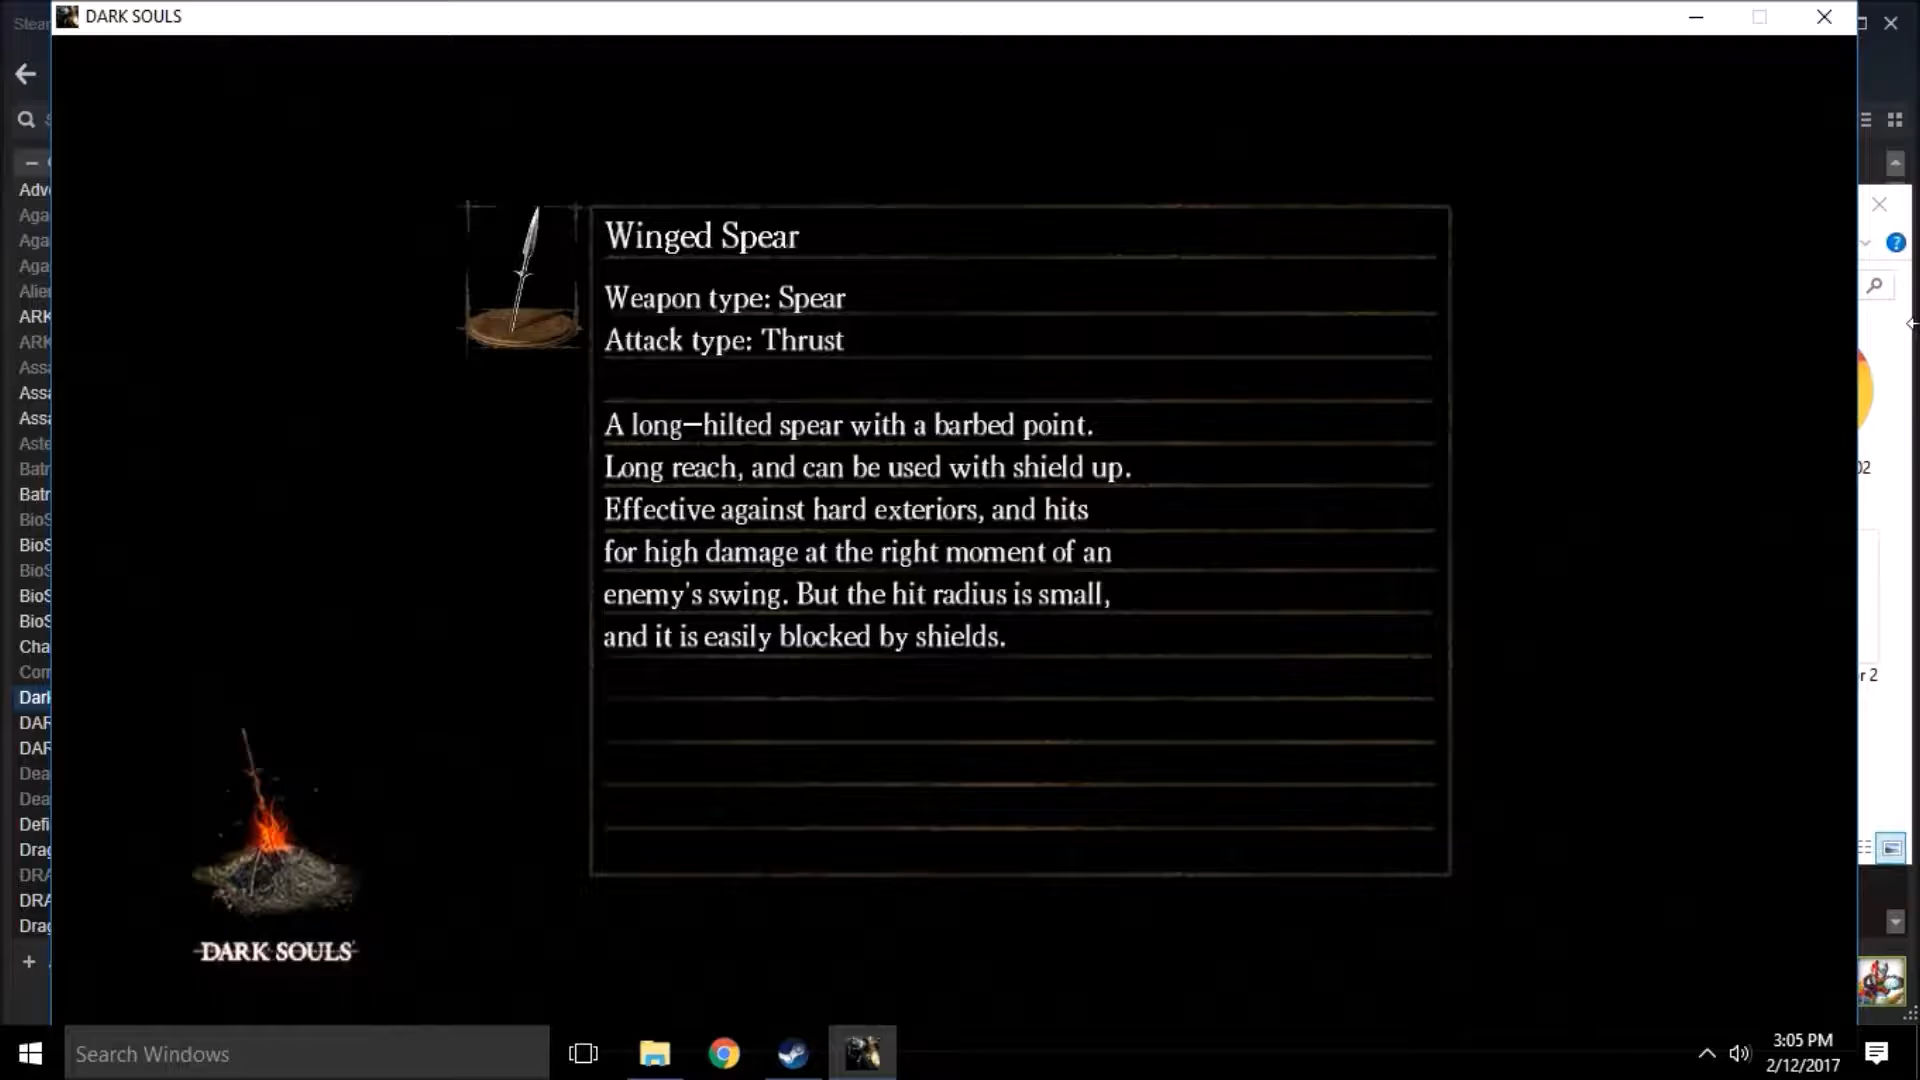 DARK SOULS
Winged Spear
Weapon type: Spear
Attack type: Thrust
A long-hilted spear with a barbed point.
Long reach, and can be used with shield up.
Effective against hard exteriors, and hits
for high damage at the right moment of an
enemy's swing. But the hit radius is small,
and it is easily blocked by shields.
DARK SOULS
Search Windows
3:05 PM
2/12/2017